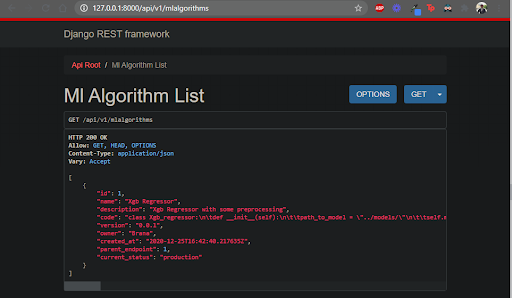 127.0.0.1:8000/api/v1/mlalgorithms
ABP
Django REST framework
Api Root / Ml Algorithm List
Ml Algorithm List
OPTIONS
GET
GET /api/v1/mlalgorithms
HTTP 200 OK
Allow: GET, HEAD, OPTIONS
Content-Type: application/json
Vary: Accept
[
{
"id": 1,
"name": "Xgb Regressor",
"description": "Xgb Regressor with some preprocessing",
"code": "class Xgb_regressor:\n\tdef __init__(self):\n\t\tpath_to_model = \"../models/\"\n\t\tself.
"version": "0.0.1",
"owner": "Brana",
"created_at": "2020-12-25T16:42:40.217635Z",
"parent_endpoint": 1,
"current_status": "production"
}
]